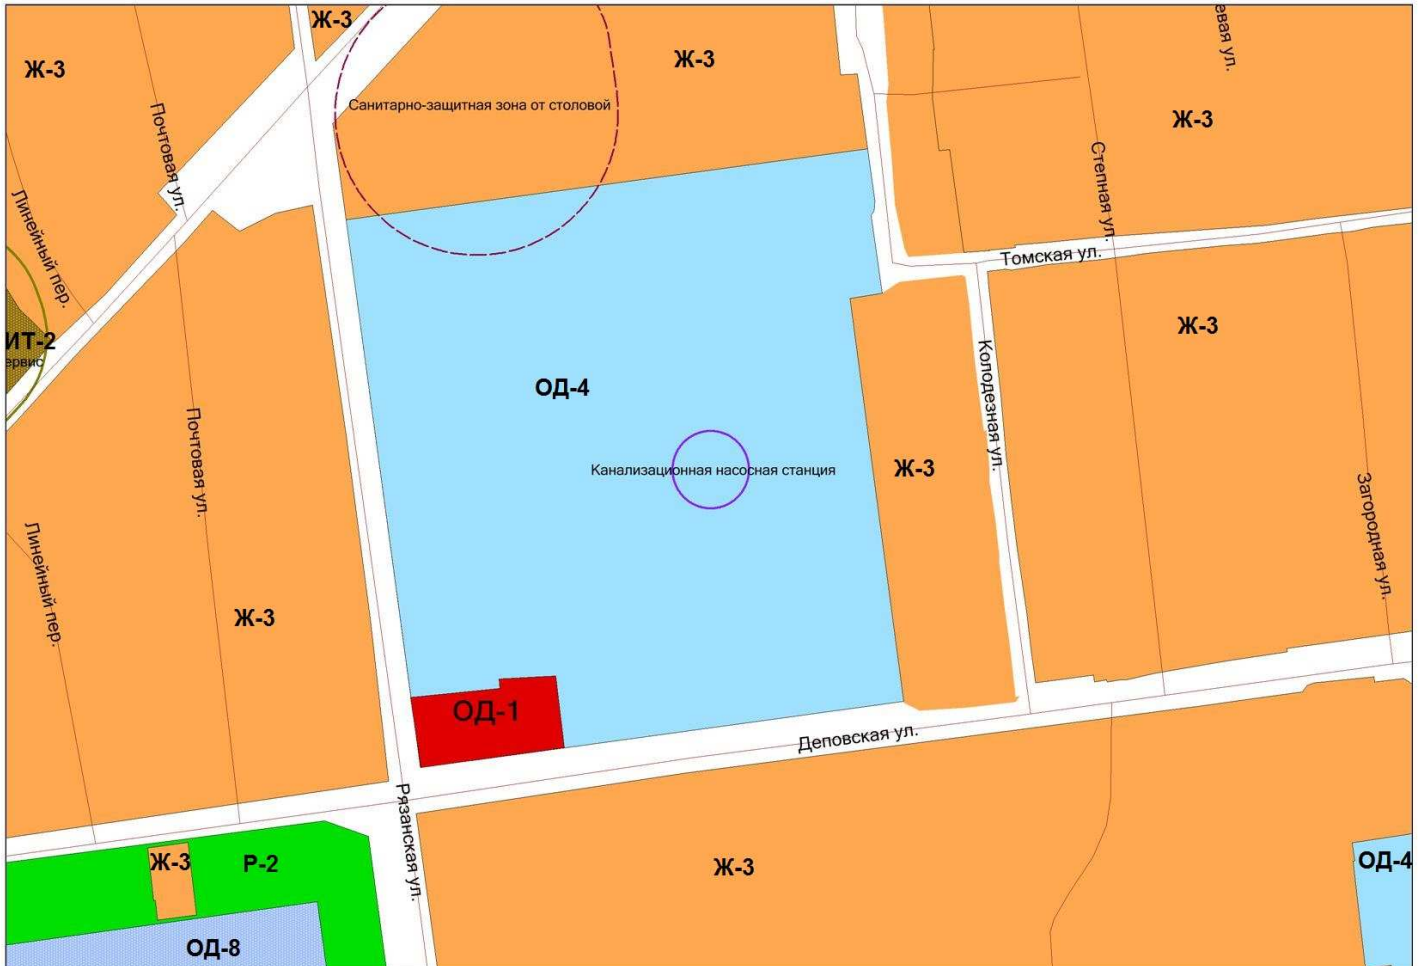 Ж-3
Ж-3
Ж-3
Санитарно-защитная зона от столовой
Ж-3
Почтовая ул.
Степная ул.
Линейный пер.
Томская ул.
ИТ-2
Ж-3
ОД-4
Колодезная ул.
Почтовая ул.
Канализационная насосная станция
Ж-3
Загородная ул.
Линейный пер.
Ж-3
ОД-1
Деповская ул.
Рязанская ул.
Ж-3
Р-2
Ж-3
ОД-4
ОД-8